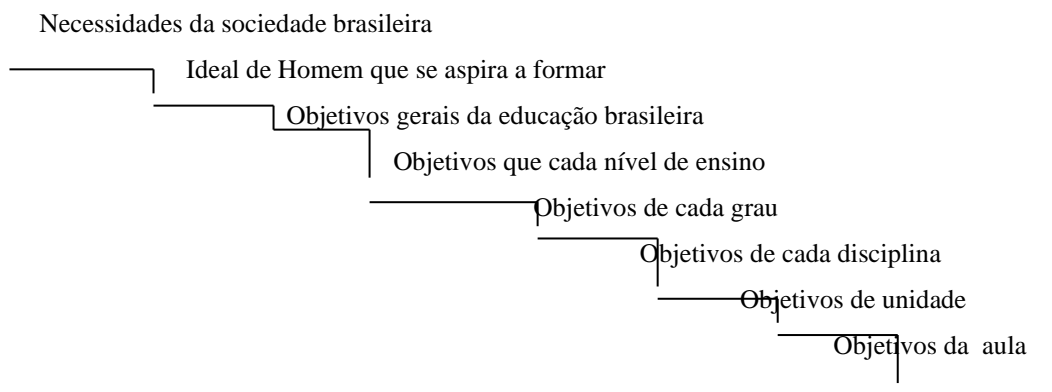 Necessidades da sociedade brasileira
Ideal de Homem que se aspira a formar
Objetivos gerais da educação brasileira
Objetivos que cada nível de ensino
Objetivos de cada grau
Objetivos de cada disciplina
Objetivos de unidade
Objetivos da aula